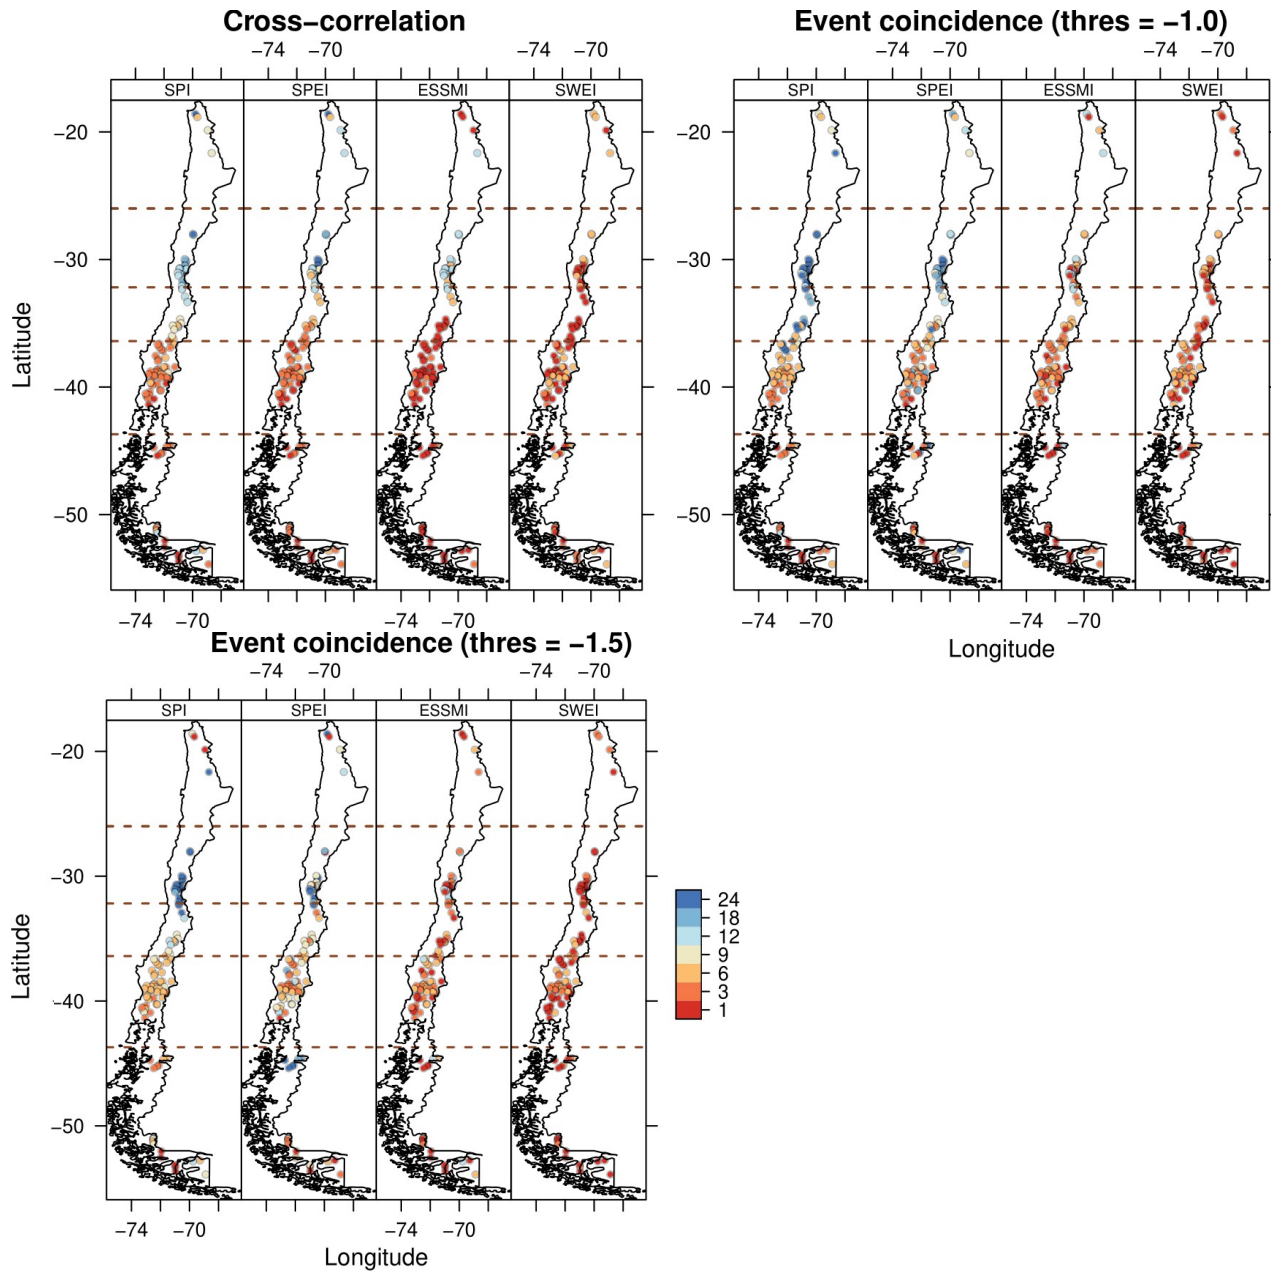 Cross−correlation
−74 −70 −74 −70
SPI SPEI ESSMI SWEI
−20
−30
−40
−50
Latitude
−74 −70 −74 −70
Event coincidence (thres = −1.0)
−74 −70 −74 −70
SPI SPEI ESSMI SWEI
−20
−30
−40
−50
−74 −70 −74 −70
Longitude
Event coincidence (thres = −1.5)
−74 −70 −74 −70
SPI SPEI ESSMI SWEI
−20
−30
−40
−50
Latitude
−74 −70 −74 −70
Longitude
24
18
12
9
6
3
1